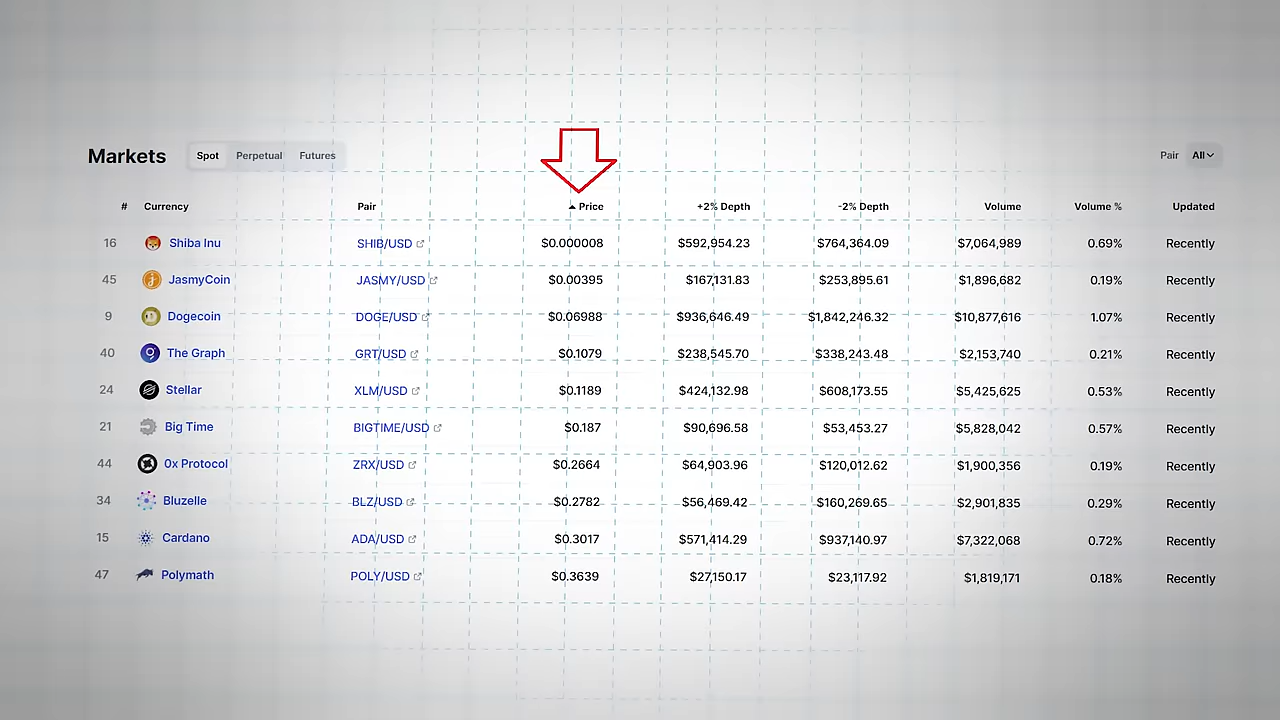 Markets Spot Perpetual Futures Pair All
# Currency Pair Price +2% Depth -2% Depth Volume Volume % Updated
16 Shiba Inu SHIB/USD $0.000008 $592,954.23 $764,364.09 $7,064,989 0.69% Recently
45 JasmyCoin JASMY/USD $0.00395 $167,131.83 $253,895.61 $1,896,682 0.19% Recently
9 Dogecoin DOGE/USD $0.06988 $936,646.49 $1,842,246.32 $10,877,616 1.07% Recently
40 The Graph GRT/USD $0.1079 $238,545.70 $338,243.48 $2,153,740 0.21% Recently
24 Stellar XLM/USD $0.1189 $424,132.98 $608,173.55 $5,425,625 0.53% Recently
21 Big Time BIGTIME/USD $0.187 $90,696.58 $53,453.27 $5,828,042 0.57% Recently
44 0x Protocol ZRX/USD $0.2664 $64,903.96 $120,012.62 $1,900,356 0.19% Recently
34 Bluzelle BLZ/USD $0.2782 $56,469.42 $160,269.65 $2,901,835 0.29% Recently
15 Cardano ADA/USD $0.3017 $571,414.29 $937,140.97 $7,322,068 0.72% Recently
47 Polymath POLY/USD $0.3639 $27,150.17 $23,117.92 $1,819,171 0.18% Recently